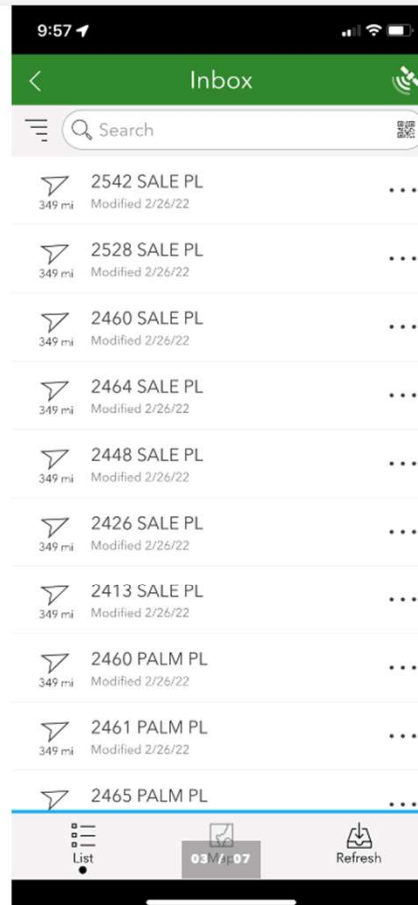 9:57
Inbox
Search
2542 SALE PL
349 mi
Modified 2/26/22
2528 SALE PL
349 mi
Modified 2/26/22
2460 SALE PL
349 mi
Modified 2/26/22
2464 SALE PL
349 mi
Modified 2/26/22
2448 SALE PL
349 mi
Modified 2/26/22
2426 SALE PL
349 mi
Modified 2/26/22
2413 SALE PL
349 mi
Modified 2/26/22
2460 PALM PL
349 mi
Modified 2/26/22
2461 PALM PL
349 mi
Modified 2/26/22
2465 PALM PL
List
Map
03 / 07
Refresh